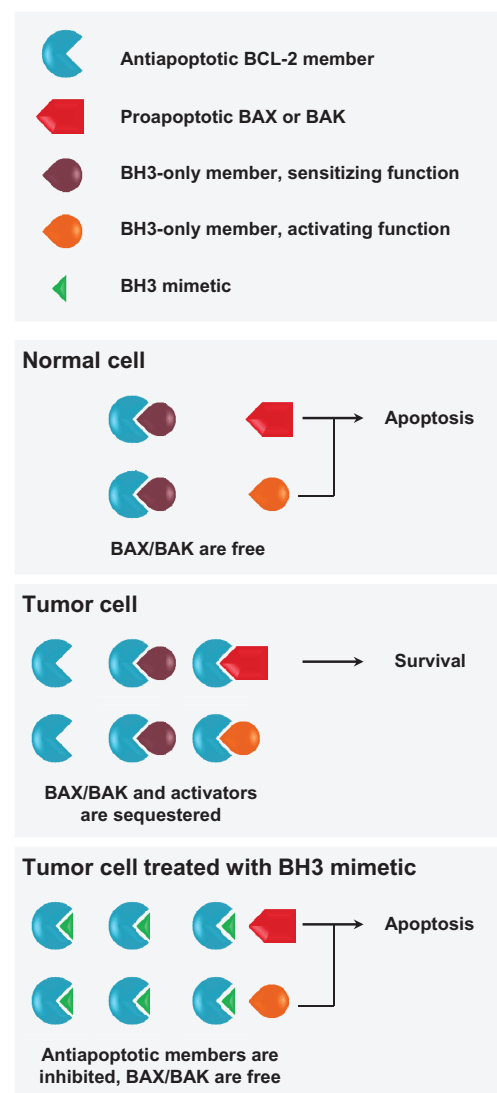 Antiapoptotic BCL-2 member
Proapoptotic BAX or BAK
BH3-only member, sensitizing function
BH3-only member, activating function
BH3 mimetic
Normal cell
Apoptosis
BAX/BAK are free
Tumor cell
Survival
BAX/BAK and activators
are sequestered
Tumor cell treated with BH3 mimetic
Apoptosis
Antiapoptotic members are
inhibited, BAX/BAK are free